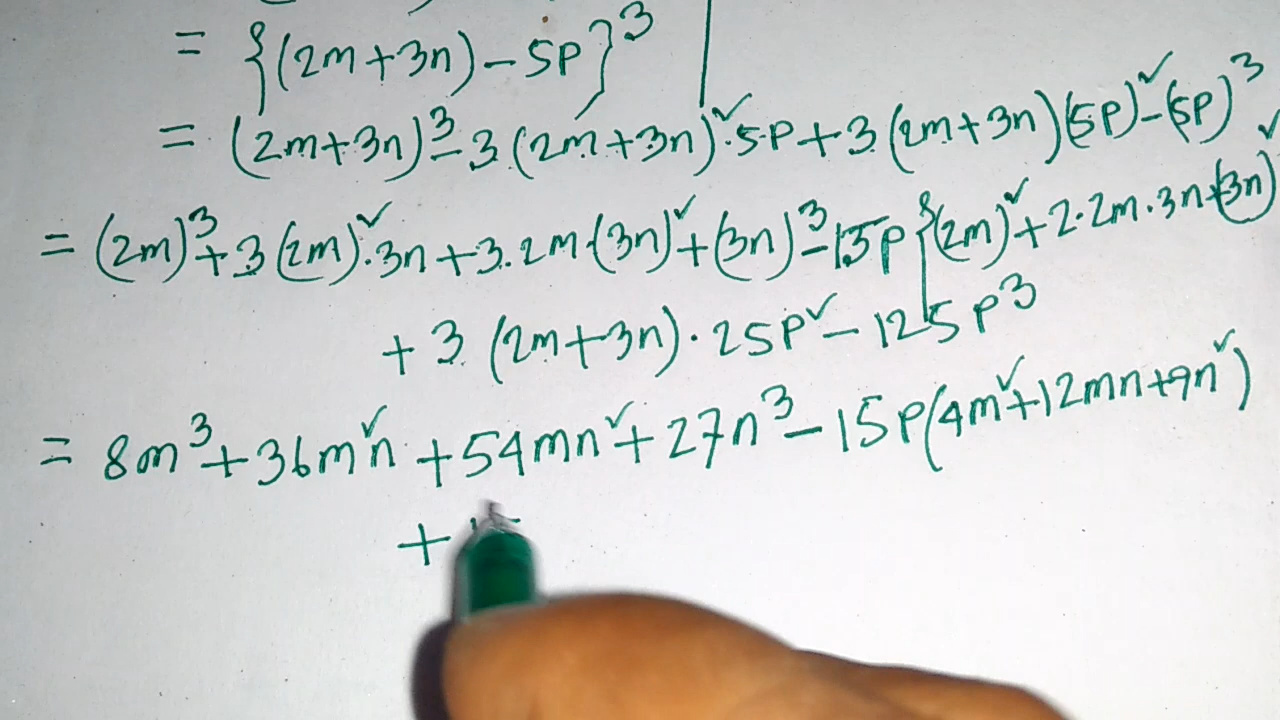 = {(2m+3n)-5p}³
= (2m+3n)³-3(2m+3n)²·5p+3(2m+3n)(5p)²-(5p)³
= (2m)³+3(2m)²·3n+3·2m·(3n)²+(3n)³-15p{(2m)²+2·2m·3n+(3n)²
+3(2m+3n)·25p²-125p³
= 8m³+36m²n+54mn²+27n³-15p(4m²+12mn+9n²)
+